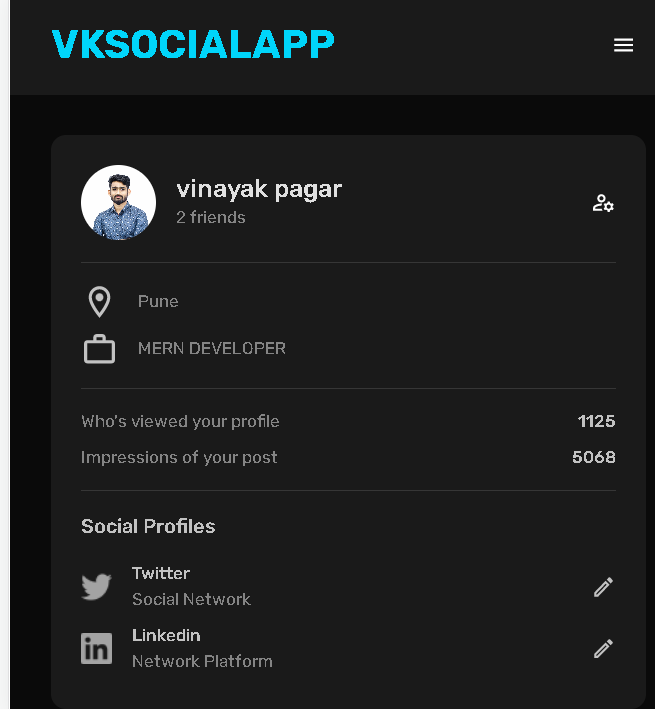 VKSOCIALAPP
vinayak pagar
2 friends
Pune
MERN DEVELOPER
Who's viewed your profile 1125
Impressions of your post 5068
Social Profiles
Twitter
Social Network
in Linkedin
Network Platform